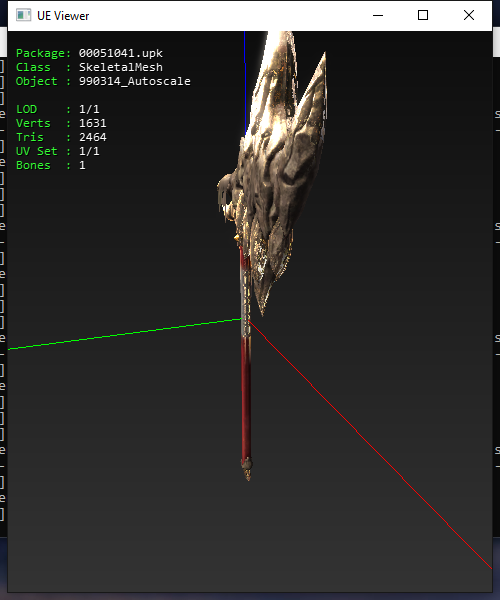 UE Viewer
Package: 00051041.upk
Class  : SkeletalMesh
Object : 990314_Autoscale
LOD    : 1/1
Verts  : 1631
Tris   : 2464
UV Set : 1/1
Bones  : 1